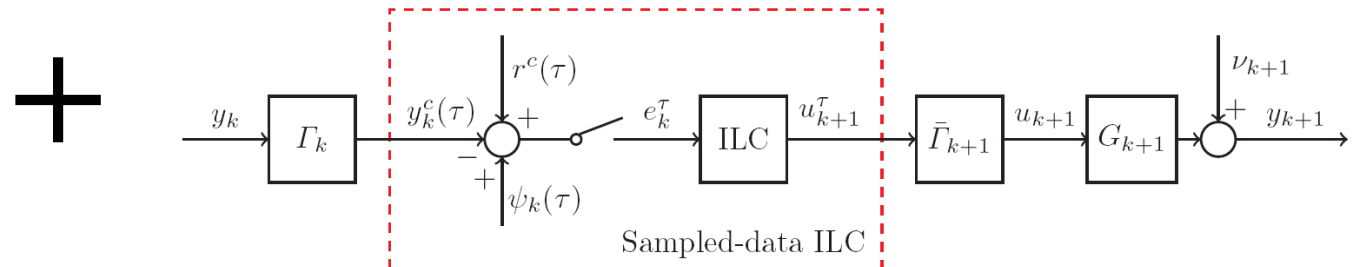 +
r^c(τ)
ν_{k+1}
y_k
Γ_k
y_k^c(τ)
+
−
+
e_k^τ
ILC
u_{k+1}^τ
Γ̄_{k+1}
u_{k+1}
G_{k+1}
+
y_{k+1}
ψ_k(τ)
Sampled-data ILC